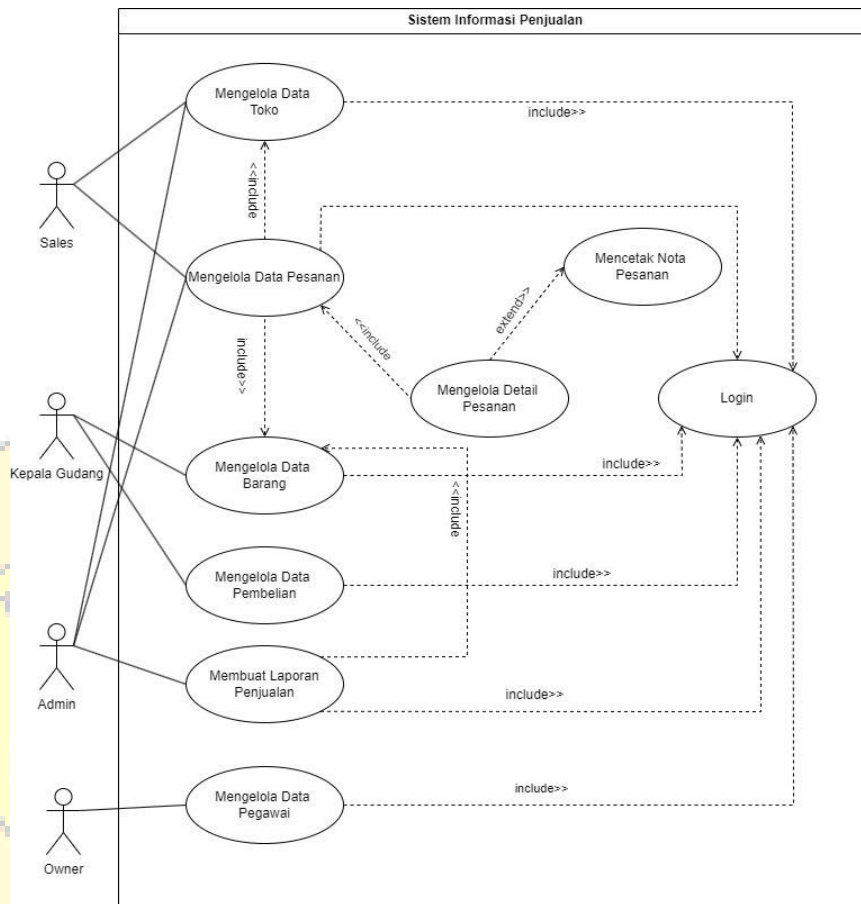 Sistem Informasi Penjualan
Mengelola Data
Toko
include>>
<<include
Sales
Mengelola Data Pesanan
Mencetak Nota
Pesanan
extend>>
<<include
include>>
Mengelola Detail
Pesanan
Login
Kepala Gudang
Mengelola Data
Barang
include>>
<<include
Mengelola Data
Pembelian
include>>
Admin
Membuat Laporan
Penjualan
include>>
Mengelola Data
Pegawai
include>>
Owner